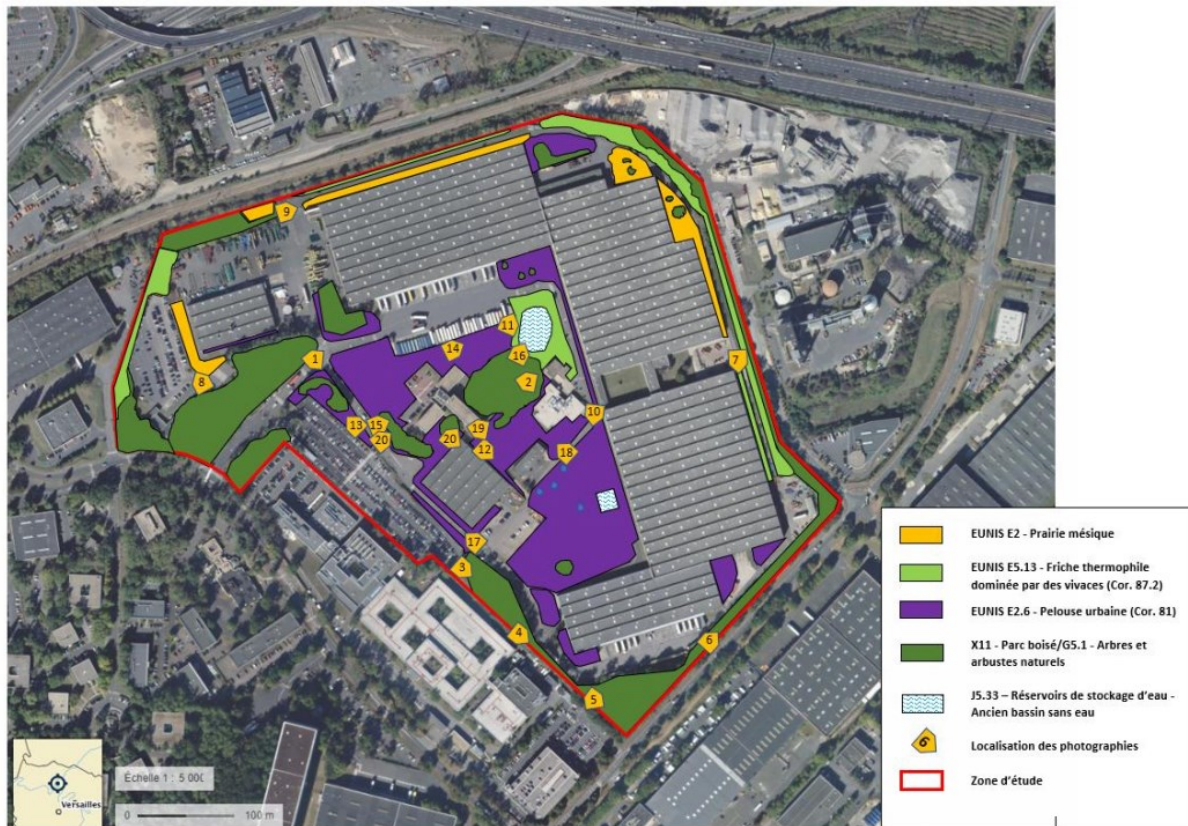 9
8
1
11
14
16
2
7
13
15
20
20
19
12
10
18
17
3
4
5
6
EUNIS E2 - Prairie mésique
EUNIS E5.13 - Friche thermophile
dominée par des vivaces (Cor. 87.2)
EUNIS E2.6 - Pelouse urbaine (Cor. 81)
X11 - Parc boisé/G5.1 - Arbres et
arbustes naturels
J5.33 – Réservoirs de stockage d'eau -
Ancien bassin sans eau
6
Localisation des photographies
Zone d'étude
Versailles
Échelle 1 : 5 000
0 100 m